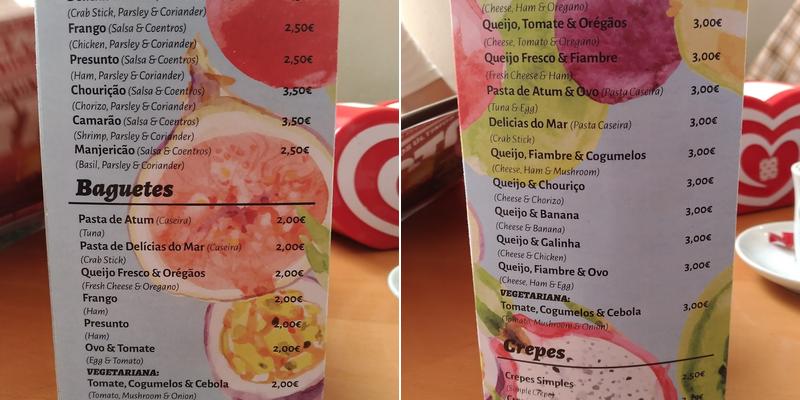 (Crab Stick, Parsley & Coriander)
Frango (Salsa & Coentros) 2,50€
(Chicken, Parsley & Coriander)
Presunto (Salsa & Coentros) 2,50€
(Ham, Parsley & Coriander)
Chourição (Salsa & Coentros) 3,50€
(Chorizo, Parsley & Coriander)
Camarão (Salsa & Coentros) 3,50€
(Shrimp, Parsley & Coriander)
Manjericão (Salsa & Coentros) 2,50€
(Basil, Parsley & Coriander)
Baguetes
Pasta de Atum (Caseira) 2,00€
(Tuna)
Pasta de Delícias do Mar (Caseira) 2,00€
(Crab Stick)
Queijo Fresco & Orégãos 2,00€
(Fresh Cheese & Oregano)
Frango 2,00€
(Ham)
Presunto 2,00€
(Ham)
Ovo & Tomate 2,00€
(Egg & Tomato)
VEGETARIANA:
Tomate, Cogumelos & Cebola 2,00€
(Tomato, Mushroom & Onion)
(Cheese, Ham & Oregano)
Queijo, Tomate & Orégãos 3,00€
(Cheese, Tomato & Oregano)
Queijo Fresco & Fiambre 3,00€
(Fresh Cheese & Ham)
Pasta de Atum & Ovo (Pasta Caseira) 3,00€
(Tuna & Egg)
Delicias do Mar (Pasta Caseira) 3,00€
(Crab Stick)
Queijo, Fiambre & Cogumelos 3,00€
(Cheese, Ham & Mushroom)
Queijo & Chouriço 3,00€
(Cheese & Chorizo)
Queijo & Banana 3,00€
(Cheese & Banana)
Queijo & Galinha 3,00€
(Cheese & Chicken)
Queijo, Fiambre & Ovo 3,00€
(Cheese, Ham & Egg)
VEGETARIANA:
Tomate, Cogumelos & Cebola 3,00€
(Tomato, Mushroom & Onion)
Crepes
Crepes Simples 2,50€
(Simple Crepe)